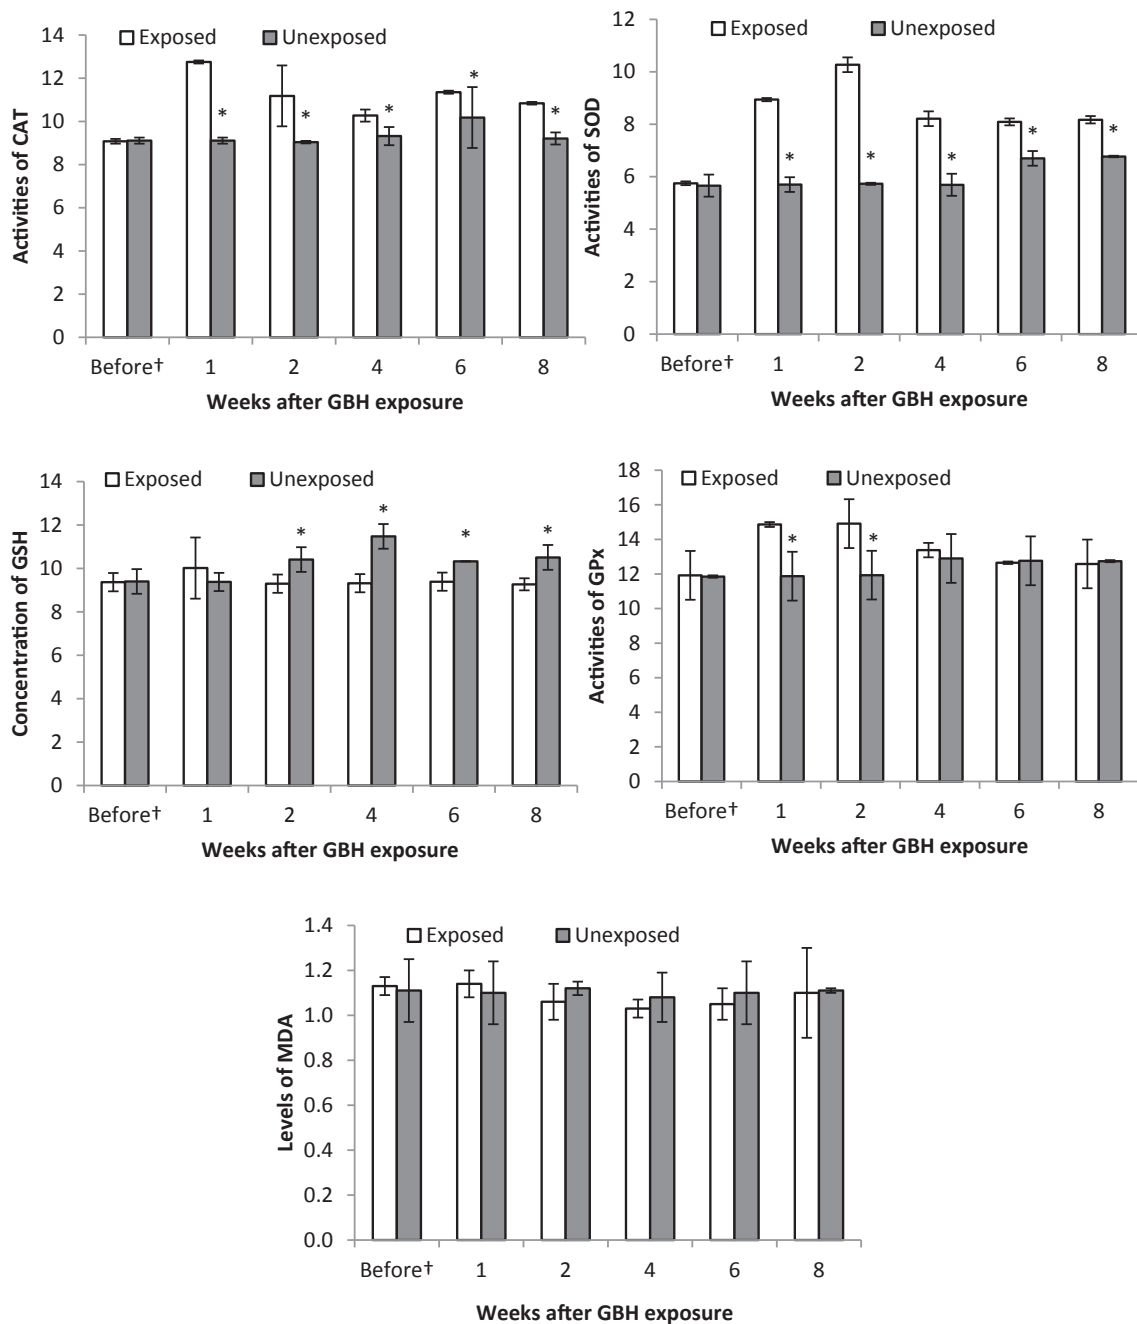 Activities of CAT
Exposed Unexposed
14
12
10
8
6
4
2
0
* * * * *
Before† 1 2 4 6 8
Weeks after GBH exposure
Activities of SOD
Exposed Unexposed
12
10
8
6
4
2
0
* * * * *
Before† 1 2 4 6 8
Weeks after GBH exposure
Concentration of GSH
Exposed Unexposed
14
12
10
8
6
4
2
0
* * * *
Before† 1 2 4 6 8
Weeks after GBH exposure
Activities of GPx
Exposed Unexposed
18
16
14
12
10
8
6
4
2
0
* *
Before† 1 2 4 6 8
Weeks after GBH exposure
Levels of MDA
Exposed Unexposed
1.4
1.2
1.0
0.8
0.6
0.4
0.2
0.0
Before† 1 2 4 6 8
Weeks after GBH exposure